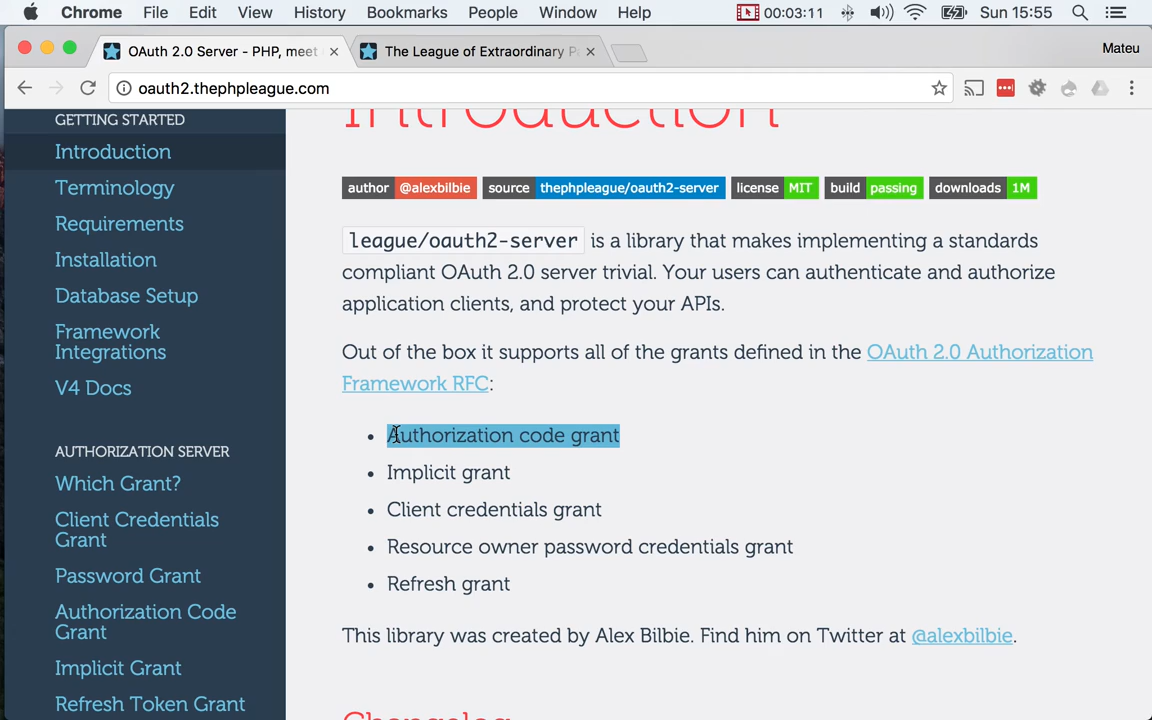 Chrome File Edit View History Bookmarks People Window Help 00:03:11 Sun 15:55
OAuth 2.0 Server - PHP, meet
The League of Extraordinary P
Mateu
oauth2.thephpleague.com
GETTING STARTED
Introduction
Terminology
Requirements
Installation
Database Setup
Framework
Integrations
V4 Docs
AUTHORIZATION SERVER
Which Grant?
Client Credentials
Grant
Password Grant
Authorization Code
Grant
Implicit Grant
Refresh Token Grant
Introduction
author @alexbilbie source thephpleague/oauth2-server license MIT build passing downloads 1M
league/oauth2-server is a library that makes implementing a standards
compliant OAuth 2.0 server trivial. Your users can authenticate and authorize
application clients, and protect your APIs.
Out of the box it supports all of the grants defined in the OAuth 2.0 Authorization
Framework RFC:
• Authorization code grant
• Implicit grant
• Client credentials grant
• Resource owner password credentials grant
• Refresh grant
This library was created by Alex Bilbie. Find him on Twitter at @alexbilbie.
Changelog